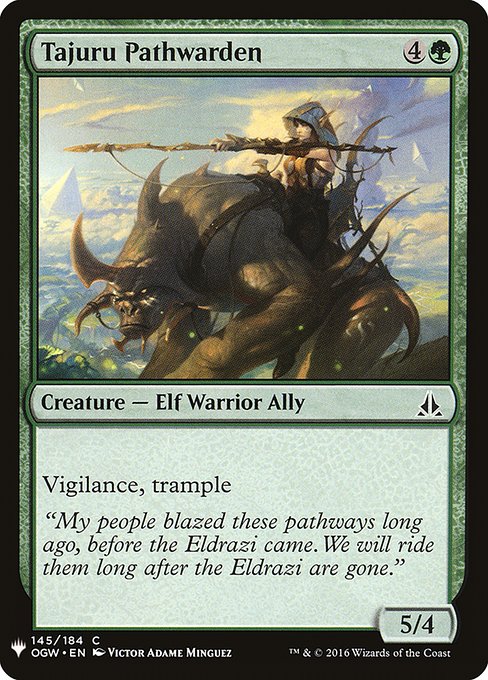 Tajuru Pathwarden 4
Creature — Elf Warrior Ally
Vigilance, trample
“My people blazed these pathways long
ago, before the Eldrazi came. We will ride
them long after the Eldrazi are gone.”
5/4
145/184 C
OGW • EN Victor Adame Minguez
™ & © 2016 Wizards of the Coast